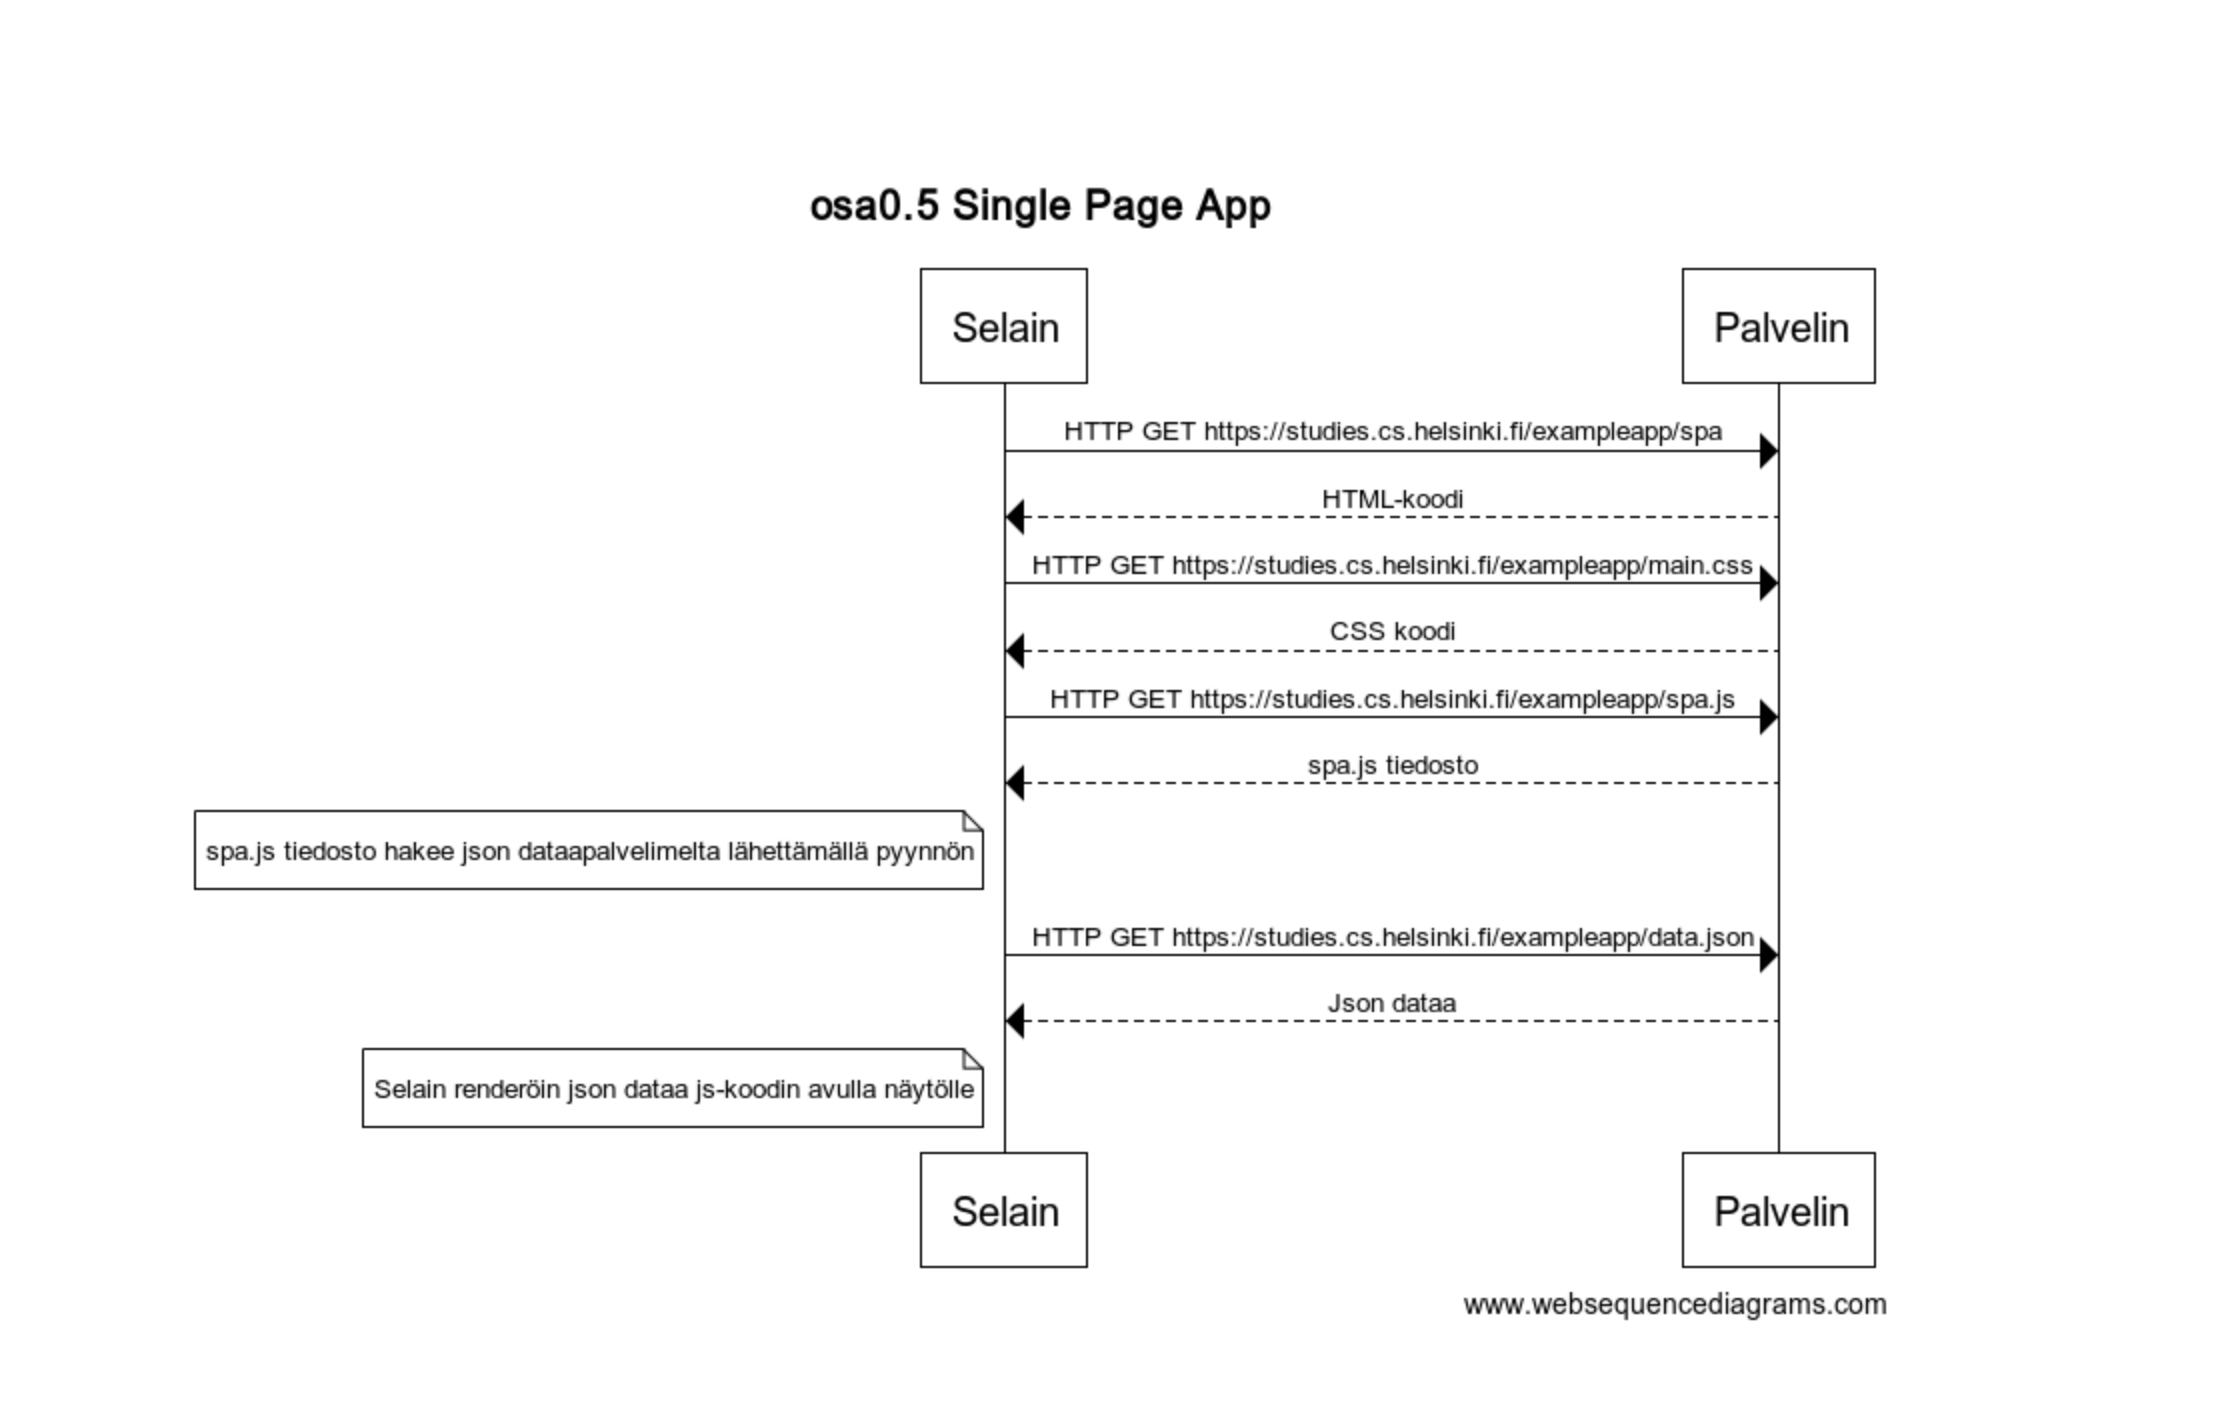 osa0.5 Single Page App
Selain
Palvelin
HTTP GET https://studies.cs.helsinki.fi/exampleapp/spa
HTML-koodi
HTTP GET https://studies.cs.helsinki.fi/exampleapp/main.css
CSS koodi
HTTP GET https://studies.cs.helsinki.fi/exampleapp/spa.js
spa.js tiedosto
spa.js tiedosto hakee json dataapalvelimelta lähettämällä pyynnön
HTTP GET https://studies.cs.helsinki.fi/exampleapp/data.json
Json dataa
Selain renderöin json dataa js-koodin avulla näytölle
Selain
Palvelin
www.websequencediagrams.com